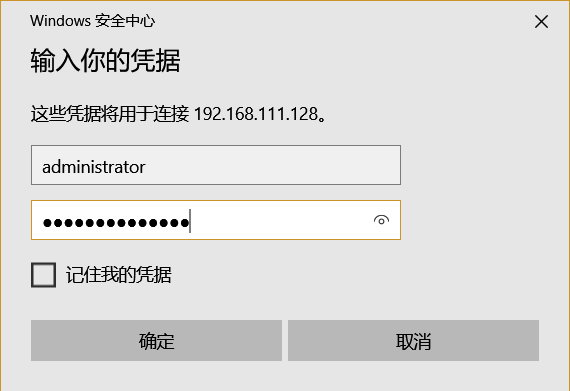 Windows 安全中心
输入你的凭据
这些凭据将用于连接 192.168.111.128。
administrator
●●●●●●●●●●●●●●
记住我的凭据
确定
取消